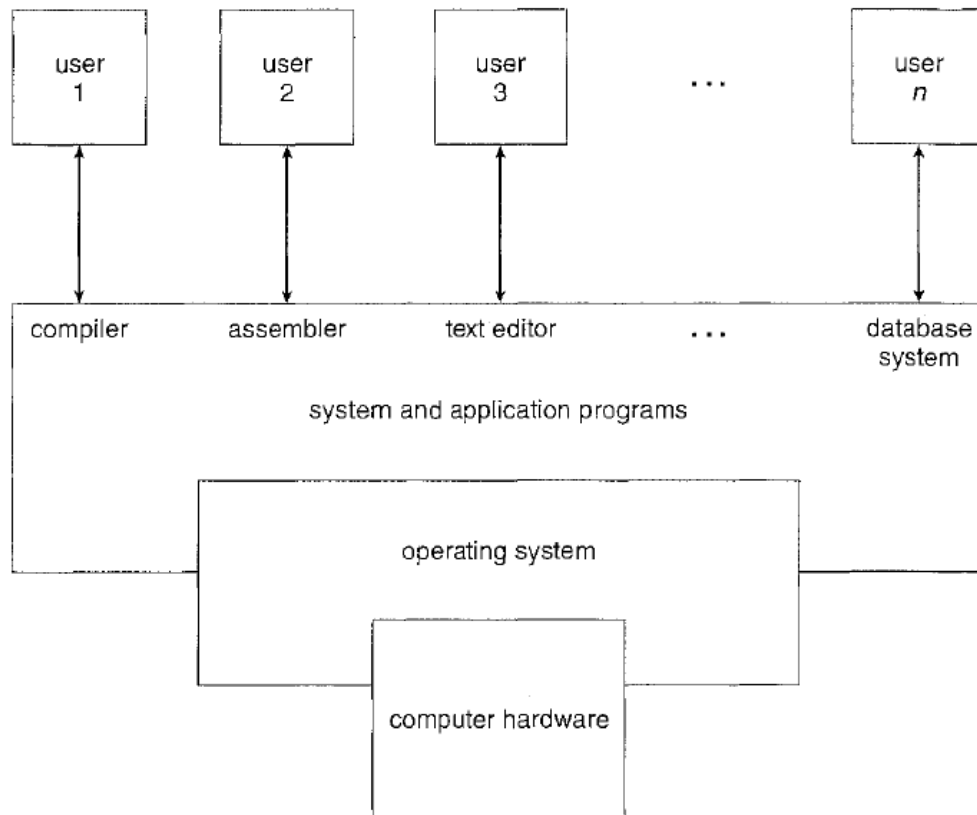 user
1
user
2
user
3
...
user
n
compiler
assembler
text editor
...
database
system
system and application programs
operating system
computer hardware